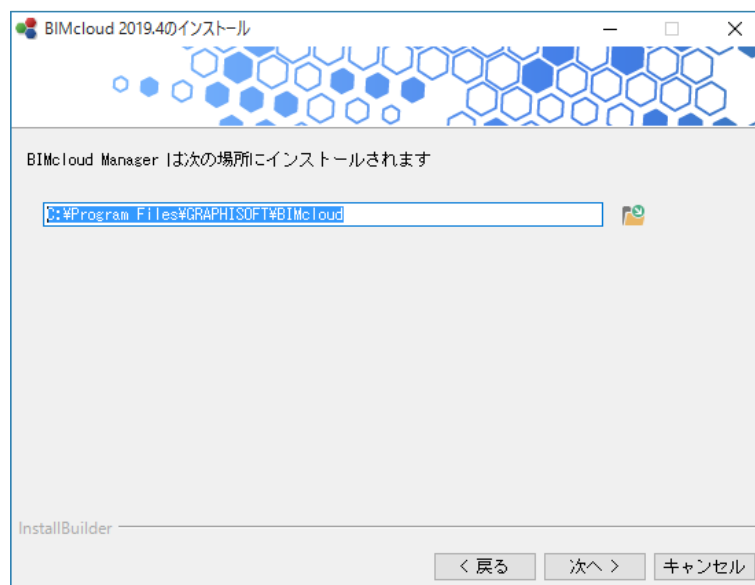 BIMcloud 2019.4のインストール
BIMcloud Manager は次の場所にインストールされます
C:¥Program Files¥GRAPHISOFT¥BIMcloud
InstallBuilder
< 戻る 次へ > キャンセル